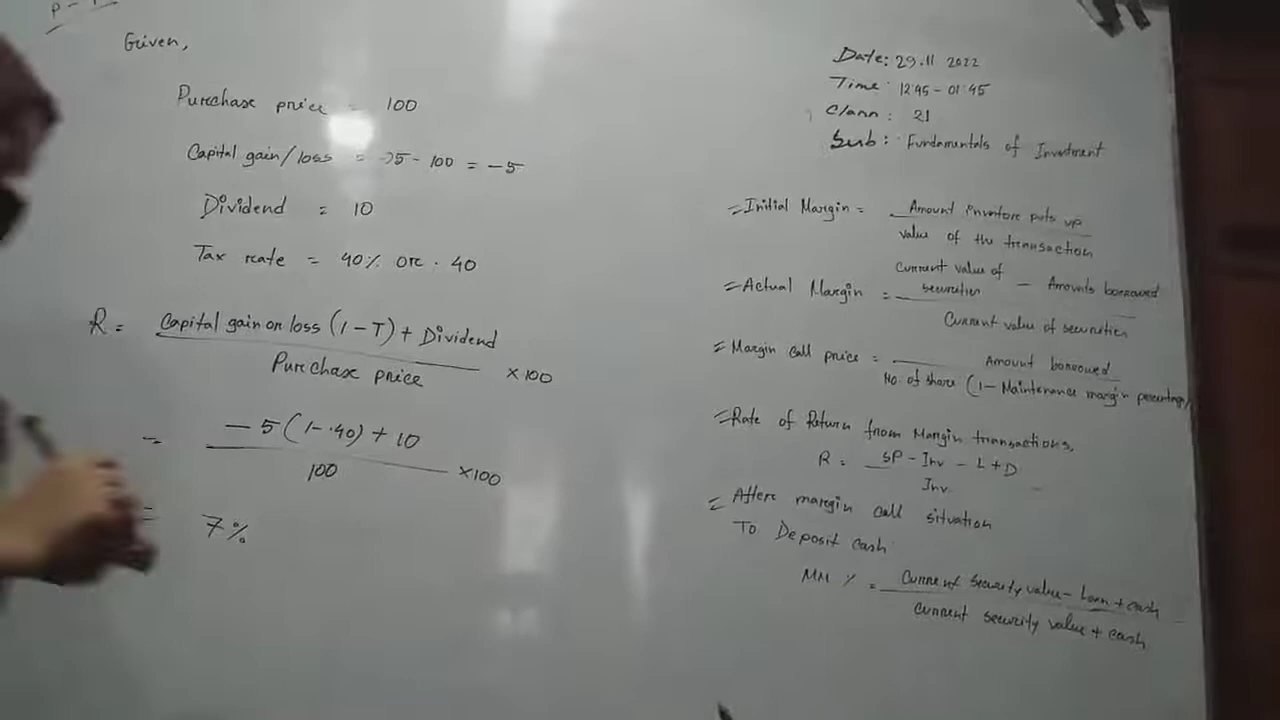 Given,
Purchase price = 100
Capital gain/loss = 95 - 100 = -5
Dividend = 10
Tax rate = 40% or .40
R = Capital gain or loss (1-T) + Dividend
Purchase price × 100
= -5 (1-.40) + 10
100 × 100
= 7%
Date: 29.11 2022
Time: 12:45 - 01:45
Class: 21
Sub: Fundamentals of Investment
= Initial Margin = Amount investors puts up
value of the transaction
= Actual Margin = Current value of securities - Amounts borrowed
Current value of securities
= Margin call price = Amount borrowed
No. of share (1 - Maintenance margin percentage)
= Rate of Return from Margin transactions,
R = SP - Inv - L + D
Inv
= After margin call situation
To Deposit cash
MM % = Current security value - Loan + cash
Current security value + cash